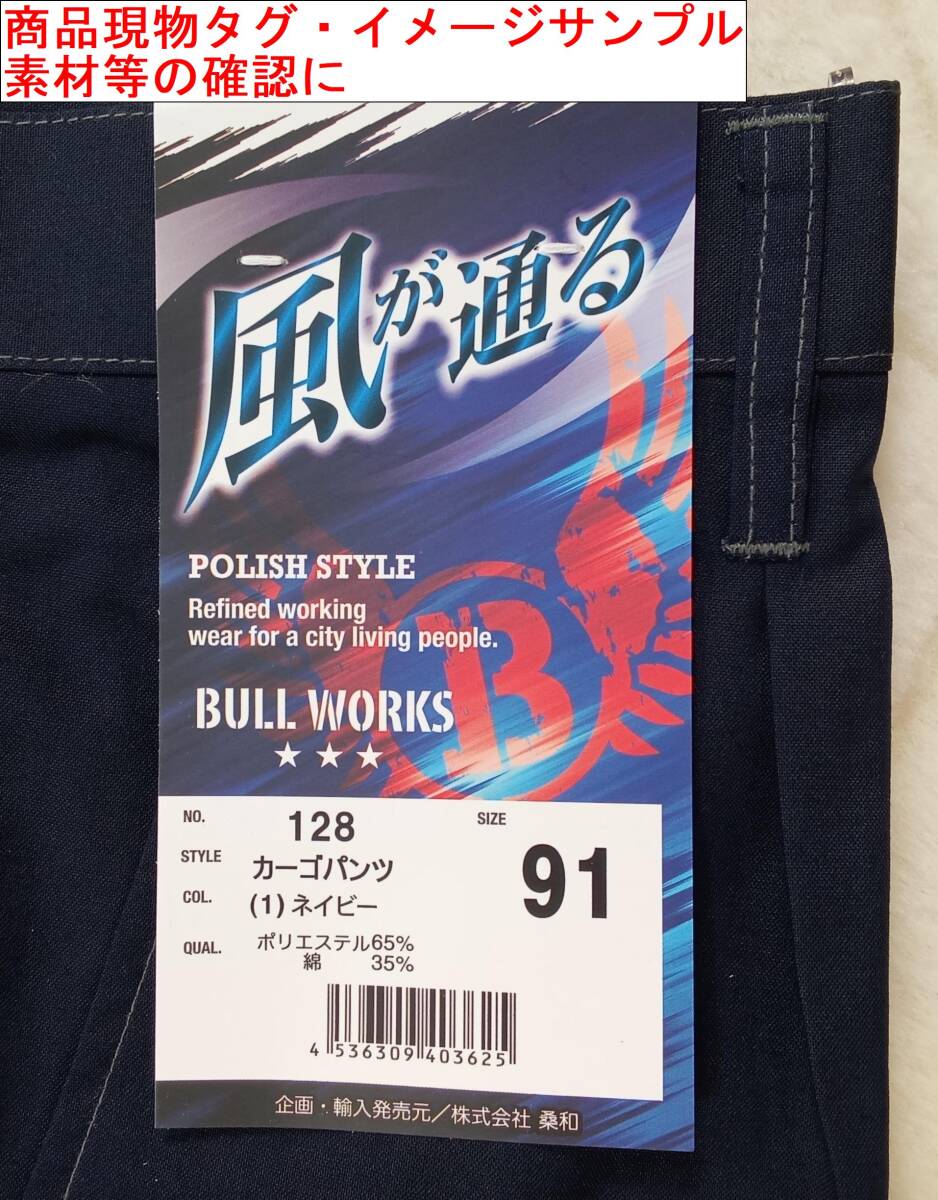 商品現物タグ・イメージサンプル
素材等の確認に
風が通る
POLISH STYLE
Refined working
wear for a city living people.
B
BULL WORKS
★ ★ ★
NO. 128
SIZE 91
STYLE カーゴパンツ
COL. (1) ネイビー
QUAL. ポリエステル65%
綿 35%
4 536309 403625
企画・輸入発売元／株式会社 桑和